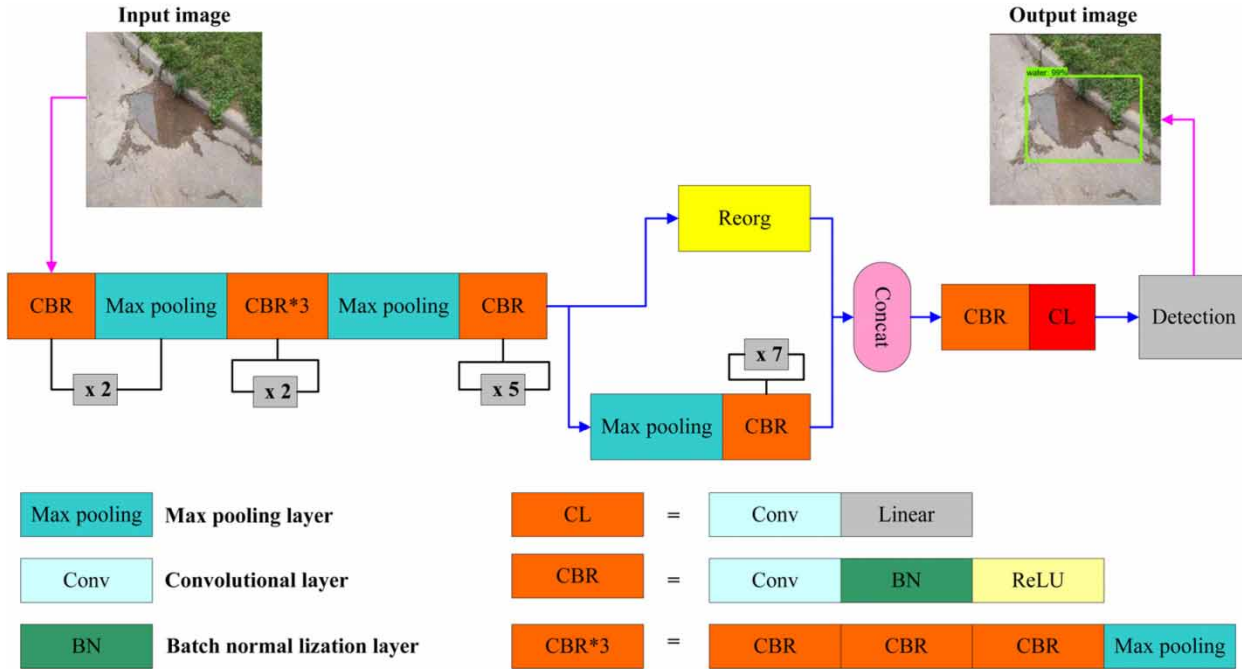 Input image
Output image
water: 99%
Reorg
CBR Max pooling CBR*3 Max pooling CBR
Concat
CBR CL
Detection
x 2
x 2
x 5
x 7
Max pooling CBR
Max pooling Max pooling layer
CL = Conv Linear
Conv Convolutional layer
CBR = Conv BN ReLU
BN Batch normal lization layer
CBR*3 = CBR CBR CBR Max pooling